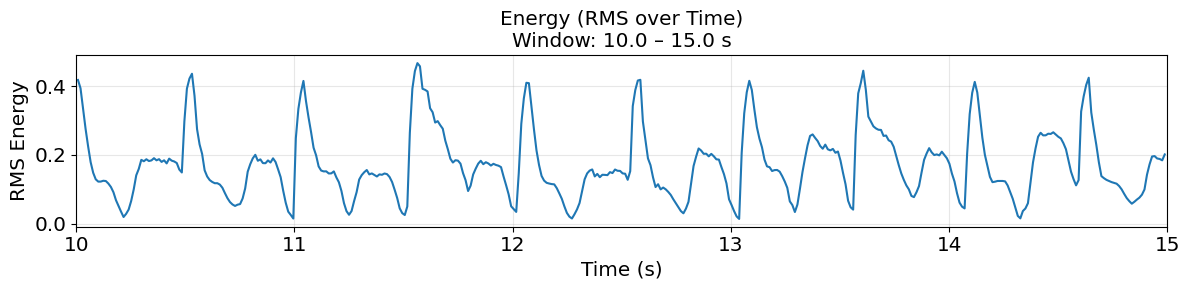 Energy (RMS over Time)
Window: 10.0 – 15.0 s
RMS Energy
0.4
0.2
0.0
10 11 12 13 14 15
Time (s)